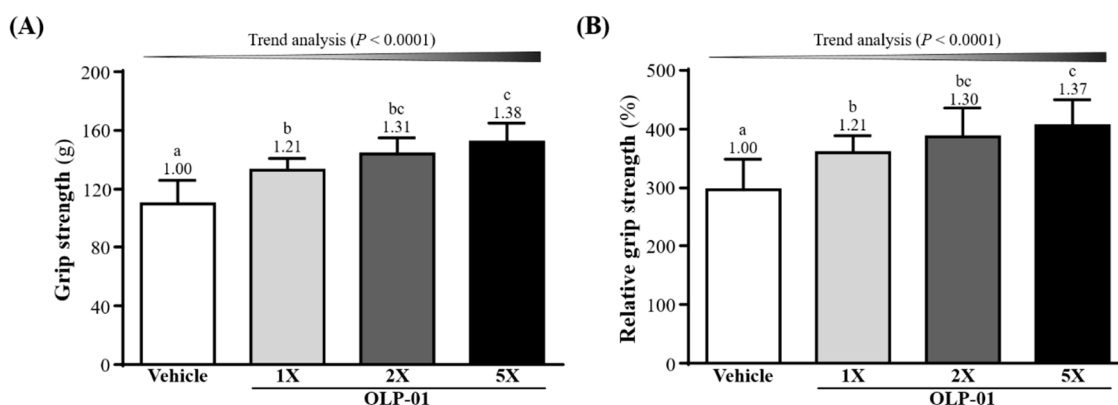 (A)
Trend analysis (P < 0.0001)
Grip strength (g)
200
160
120
80
40
0
a
1.00
b
1.21
bc
1.31
c
1.38
Vehicle 1X 2X 5X
OLP-01
(B)
Trend analysis (P < 0.0001)
Relative grip strength (%)
500
400
300
200
100
0
a
1.00
b
1.21
bc
1.30
c
1.37
Vehicle 1X 2X 5X
OLP-01